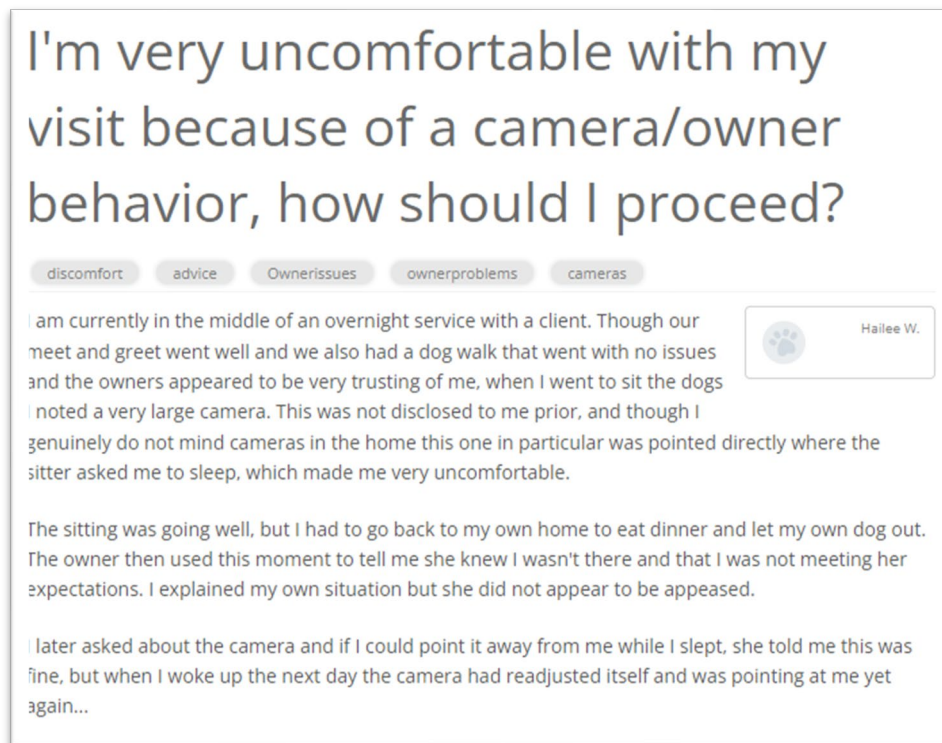 I'm very uncomfortable with my
visit because of a camera/owner
behavior, how should I proceed?
discomfort advice Ownerissues ownerproblems cameras
I am currently in the middle of an overnight service with a client. Though our
meet and greet went well and we also had a dog walk that went with no issues
and the owners appeared to be very trusting of me, when I went to sit the dogs
I noted a very large camera. This was not disclosed to me prior, and though I
genuinely do not mind cameras in the home this one in particular was pointed directly where the
sitter asked me to sleep, which made me very uncomfortable.
Hailee W.
The sitting was going well, but I had to go back to my own home to eat dinner and let my own dog out.
The owner then used this moment to tell me she knew I wasn't there and that I was not meeting her
expectations. I explained my own situation but she did not appear to be appeased.
I later asked about the camera and if I could point it away from me while I slept, she told me this was
fine, but when I woke up the next day the camera had readjusted itself and was pointing at me yet
again...